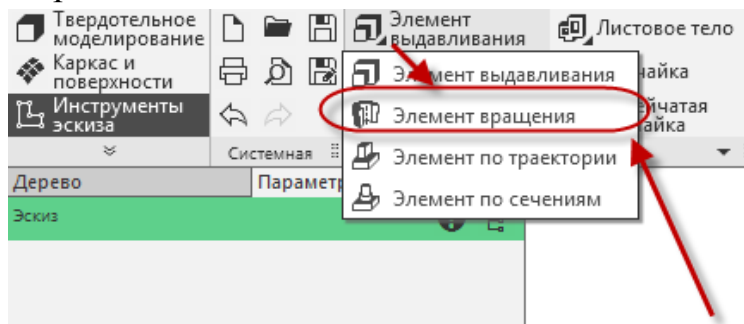 Твердотельное
моделирование
Каркас и
поверхности
Инструменты
эскиза
Элемент
выдавливания
Листовое тело
Элемент выдавливания
Элемент вращения
Элемент по траектории
Элемент по сечениям
Системная
Дерево
Эскиз